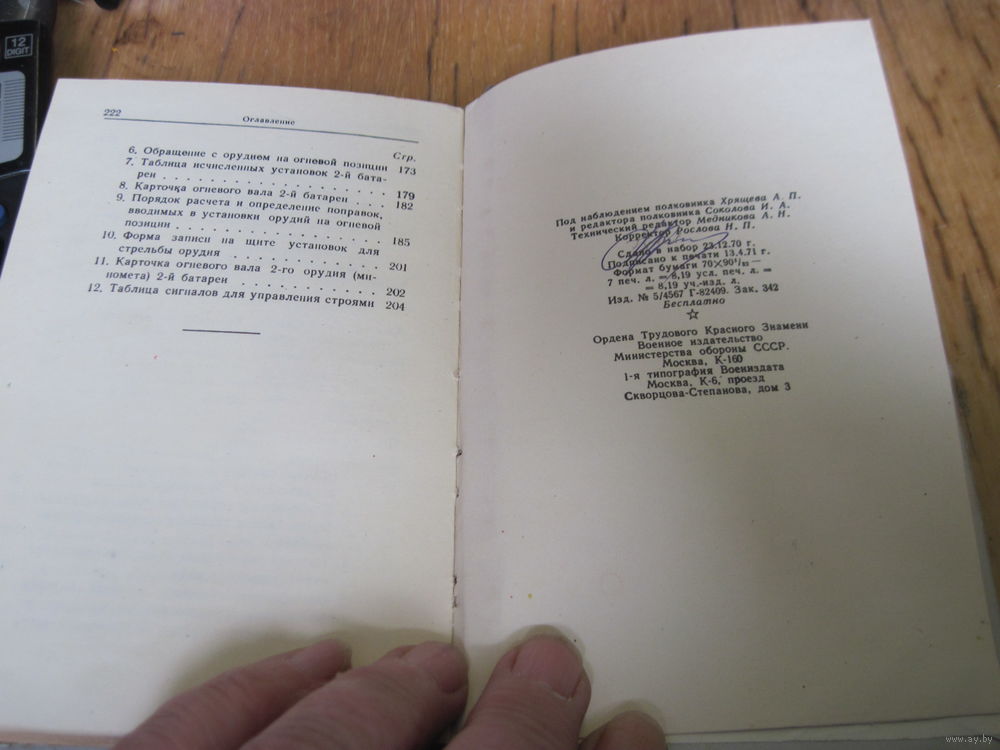 12
DIGIT
222
Оглавление
Стр.
6. Обращение с орудием на огневой позиции 173
7. Таблица исчисленных установок 2-й бата-
реи . . . . . . . . . . . . . . . . 179
8. Карточка огневого вала 2-й батареи . . . 182
9. Порядок расчета и определение поправок,
вводимых в установки орудий на огневой
позиции . . . . . . . . . . . . . . 185
10. Форма записи на щите установок для
стрельбы орудия . . . . . . . . . . . 201
11. Карточка огневого вала 2-го орудия (ми-
номета) 2-й батареи . . . . . . . . . . 202
12. Таблица сигналов для управления строями 204
Под наблюдением полковника Хрящева А. П.
и редактора полковника Соколова И. А.
Технический редактор Медникова А. Н.
Корректор Рослова Н. П.
Сдано в набор 23.12.70 г.
Подписано к печати 13.4.71 г.
Формат бумаги 70×90¹/₃₂ —
7 печ. л. = 8,19 усл. печ. л. =
= 8,19 уч.-изд. л.
Изд. № 5/4567 Г-82409. Зак. 342
Бесплатно
Ордена Трудового Красного Знамени
Военное издательство
Министерства обороны СССР.
Москва, К-160
1-я типография Воениздата
Москва, К-6, проезд
Скворцова-Степанова, дом 3
www.ay.by